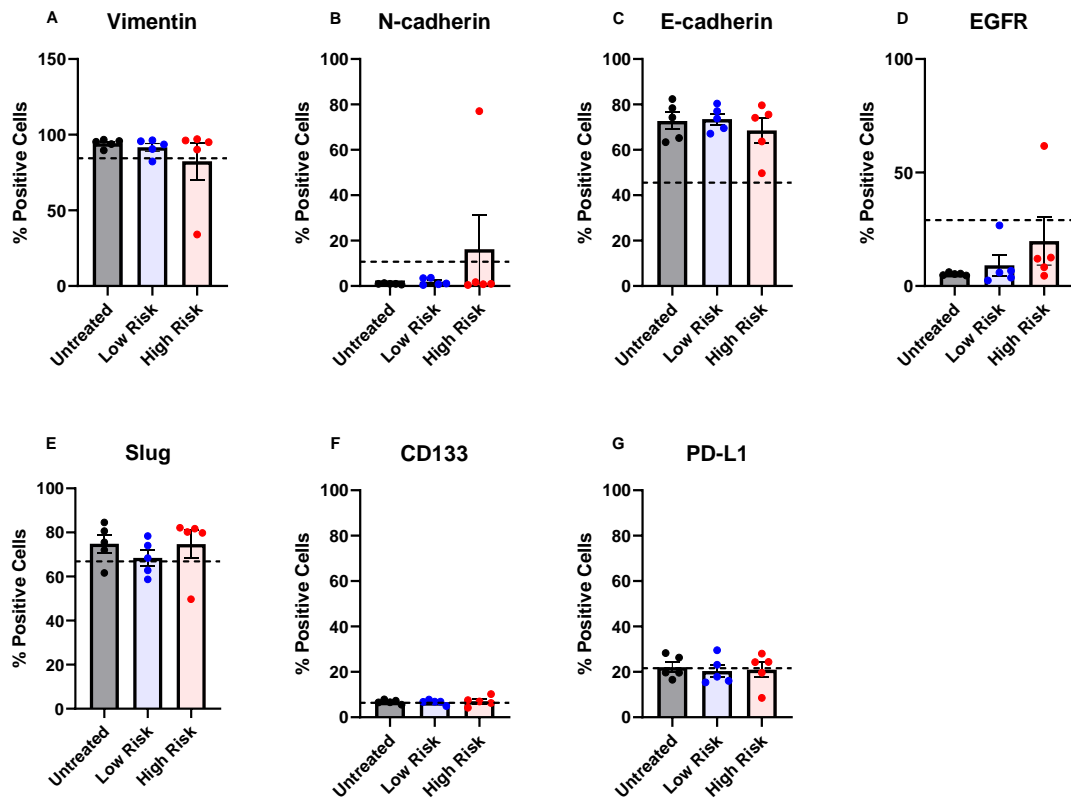 A
Vimentin
% Positive Cells
150
100
50
0
Untreated
Low Risk
High Risk
B
N-cadherin
% Positive Cells
100
80
60
40
20
0
Untreated
Low Risk
High Risk
C
E-cadherin
% Positive Cells
100
80
60
40
20
0
Untreated
Low Risk
High Risk
D
EGFR
% Positive Cells
100
50
0
Untreated
Low Risk
High Risk
E
Slug
% Positive Cells
100
80
60
40
20
0
Untreated
Low Risk
High Risk
F
CD133
% Positive Cells
100
80
60
40
20
0
Untreated
Low Risk
High Risk
G
PD-L1
% Positive Cells
100
80
60
40
20
0
Untreated
Low Risk
High Risk